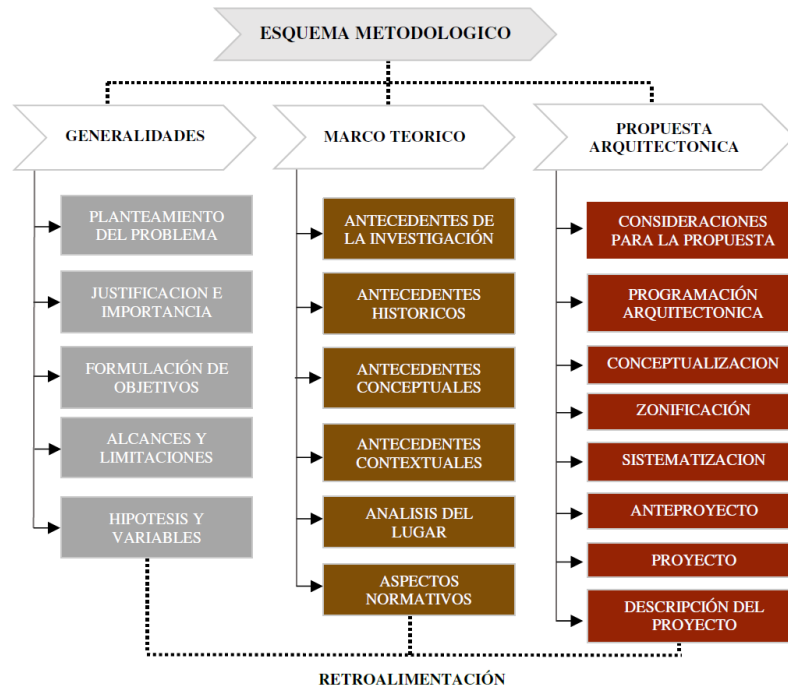 ESQUEMA METODOLOGICO
GENERALIDADES
PLANTEAMIENTO
DEL PROBLEMA
JUSTIFICACION E
IMPORTANCIA
FORMULACIÓN DE
OBJETIVOS
ALCANCES Y
LIMITACIONES
HIPOTESIS Y
VARIABLES
MARCO TEORICO
ANTECEDENTES DE
LA INVESTIGACIÓN
ANTECEDENTES
HISTORICOS
ANTECEDENTES
CONCEPTUALES
ANTECEDENTES
CONTEXTUALES
ANALISIS DEL
LUGAR
ASPECTOS
NORMATIVOS
PROPUESTA
ARQUITECTONICA
CONSIDERACIONES
PARA LA PROPUESTA
PROGRAMACIÓN
ARQUITECTONICA
CONCEPTUALIZACION
ZONIFICACIÓN
SISTEMATIZACION
ANTEPROYECTO
PROYECTO
DESCRIPCIÓN DEL
PROYECTO
RETROALIMENTACIÓN